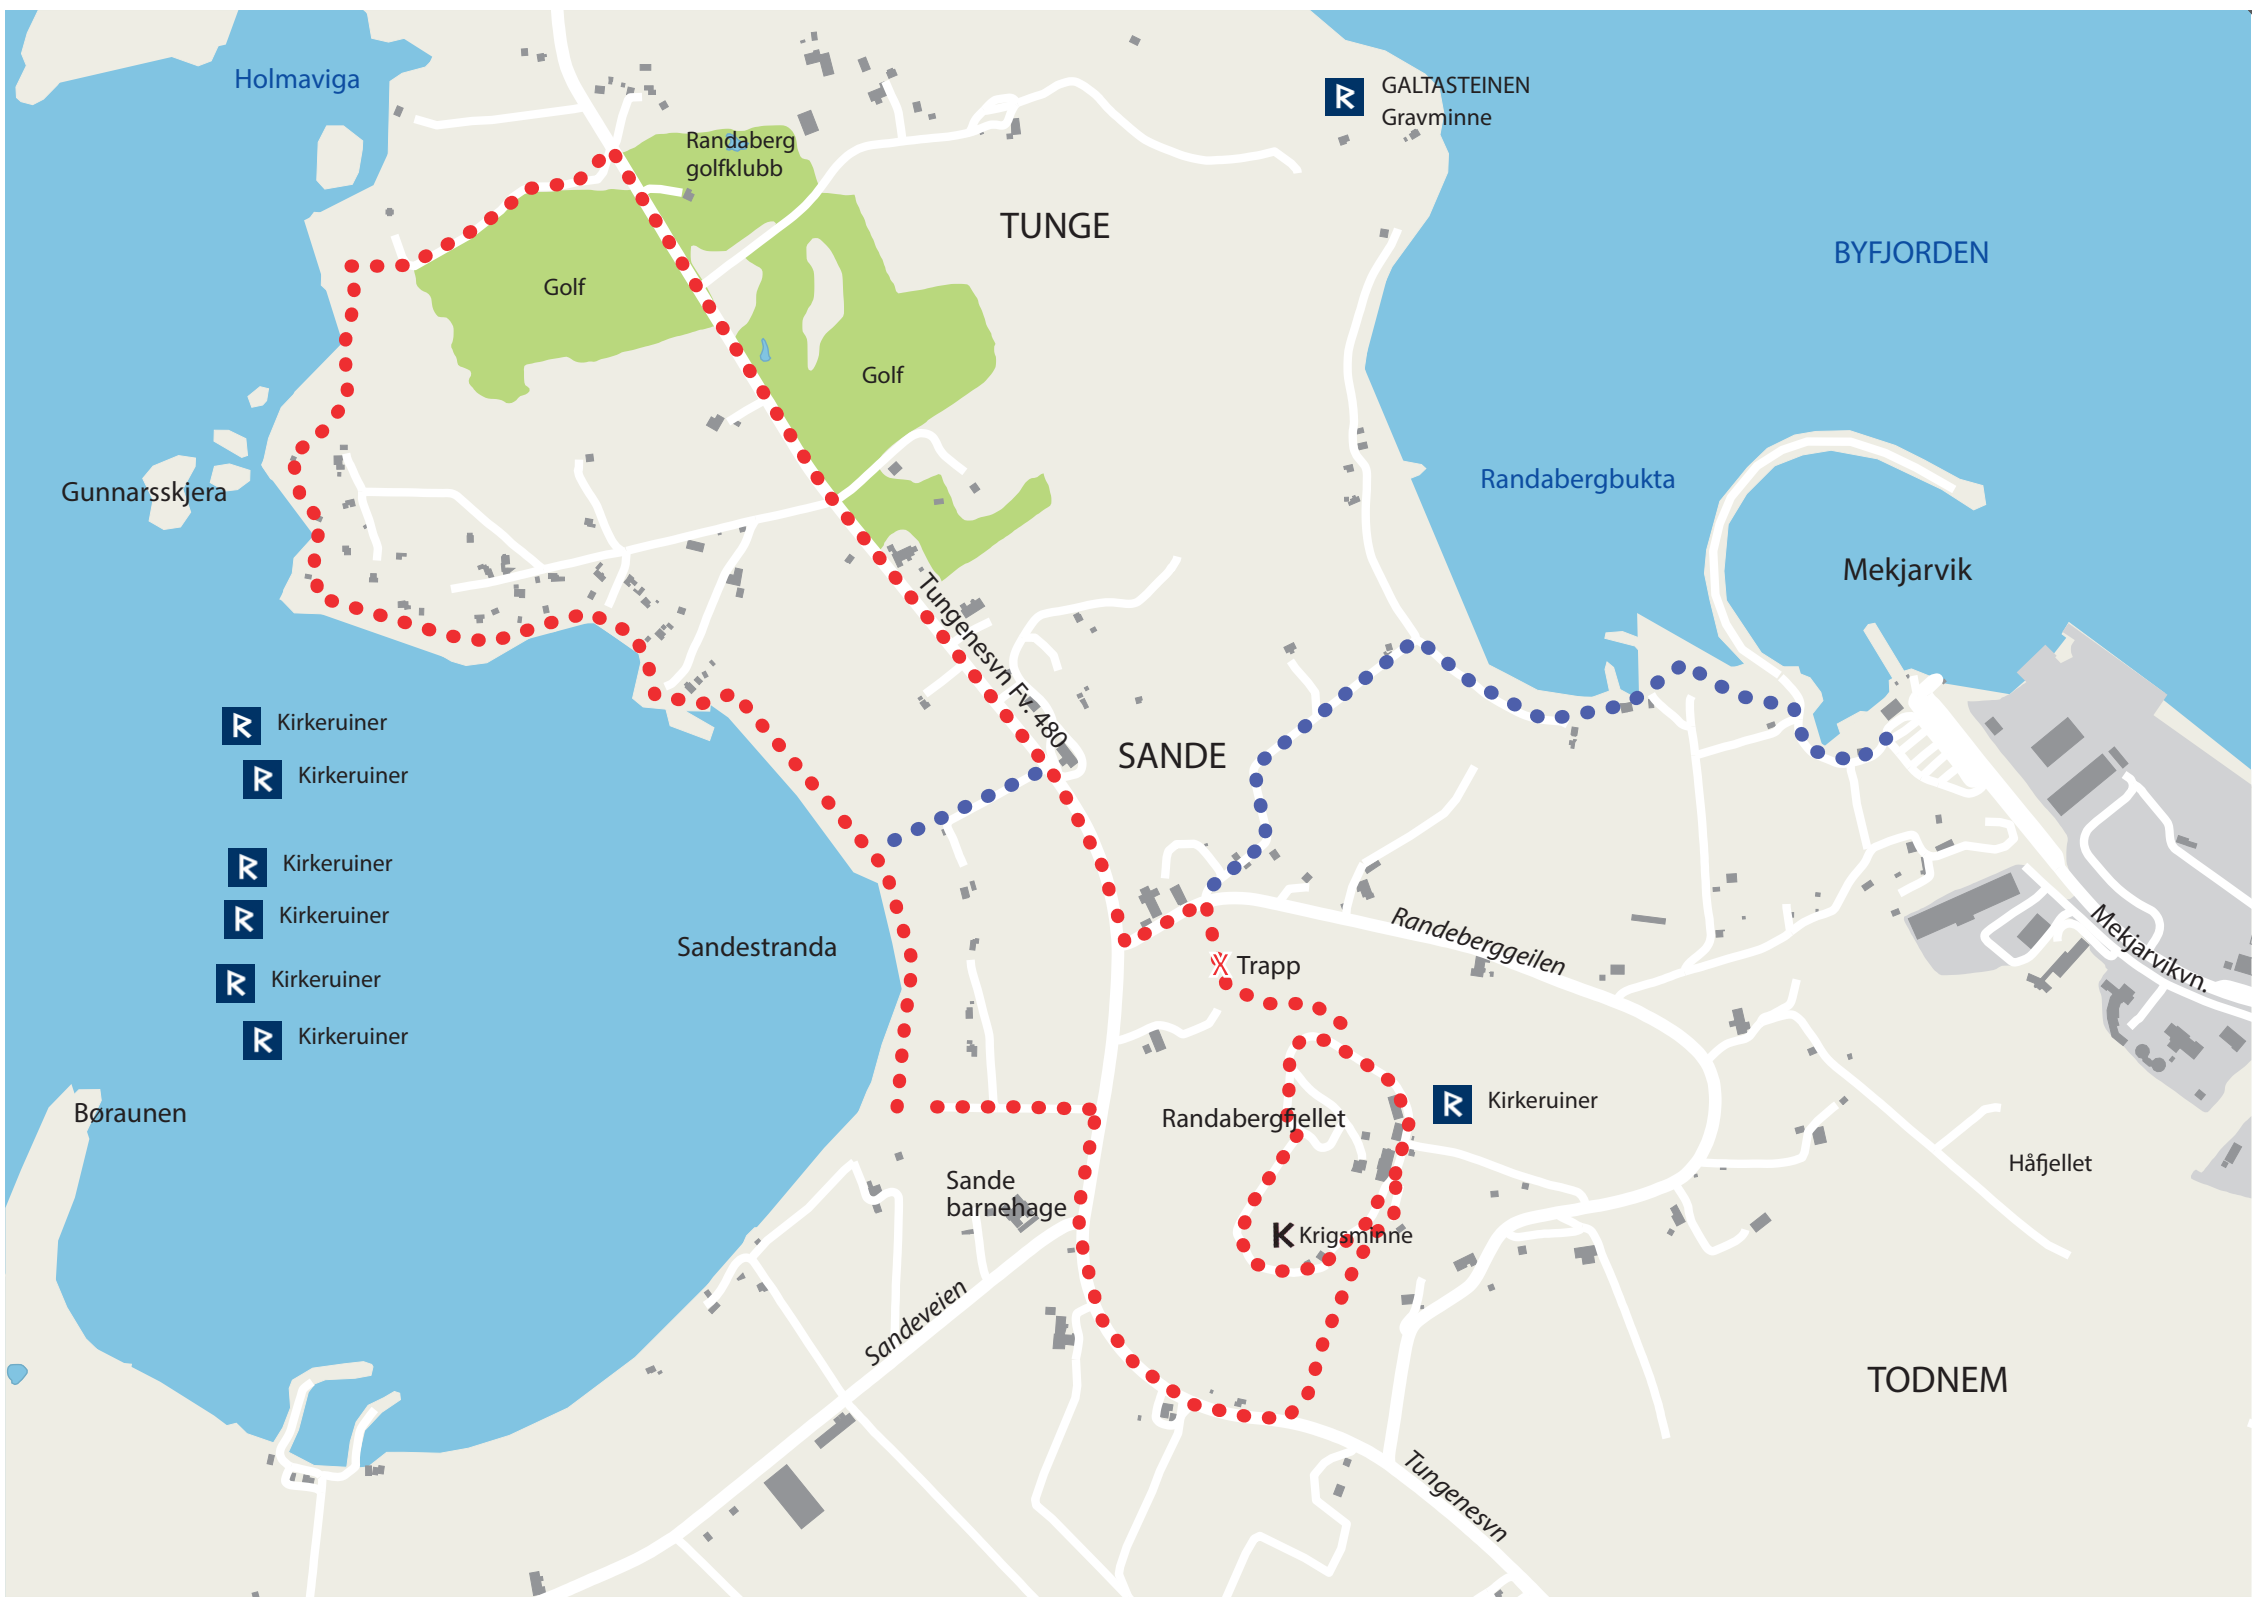 Holmaviga
GALTASTEINEN
Gravminne
Randaberg
golfklubb
TUNGE
BYFJORDEN
Golf
Golf
Gunnarsskjera
Randabergbukta
Mekjarvik
Tungenesvn Fv. 480
Kirkeruiner
SANDE
Kirkeruiner
Kirkeruiner
Kirkeruiner
Sandestranda
Randeberggeilen
Mekjarvikvn.
Trapp
Kirkeruiner
Kirkeruiner
Børaunen
Randabergfjellet
Kirkeruiner
Sande
barnehage
Håfjellet
K Krigsminne
Sandeveien
TODNEM
Tungenesvn